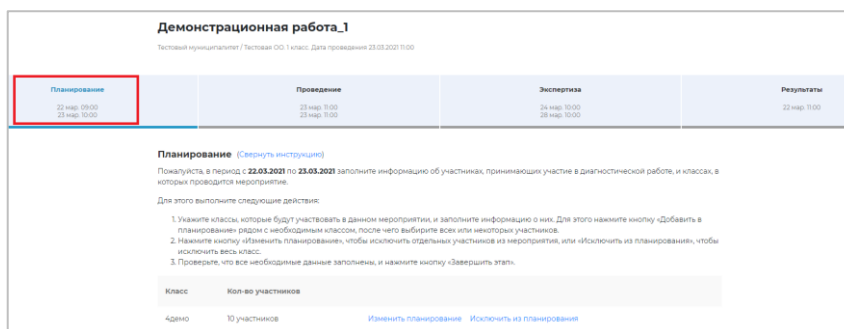 Демонстрационная работа_1
Тестовый муниципалитет / Тестовая ОО. 1 класс. Дата проведения 23.03.2021 11:00
Планирование Проведение Экспертиза Результаты
22 мар. 09:00 23 мар. 11:00 24 мар. 10:00 22 мар. 11:00
23 мар. 10:00 23 мар. 11:00 28 мар. 10:00
Планирование (Свернуть инструкцию)
Пожалуйста, в период с 22.03.2021 по 23.03.2021 заполните информацию об участниках, принимающих участие в диагностической работе, и классах, в
которых проводится мероприятие.
Для этого выполните следующие действия:
1. Укажите классы, которые будут участвовать в данном мероприятии, и заполните информацию о них. Для этого нажмите кнопку «Добавить в
планирование» рядом с необходимым классом, после чего выбирите всех или некоторых участников.
2. Нажмите кнопку «Изменить планирование», чтобы исключить отдельных участников из мероприятия, или «Исключить из планирования», чтобы
исключить весь класс.
3. Проверьте, что все необходимые данные заполнены, и нажмите кнопку «Завершить этап».
Класс Кол-во участников
4демо 10 участников Изменить планирование Исключить из планирования